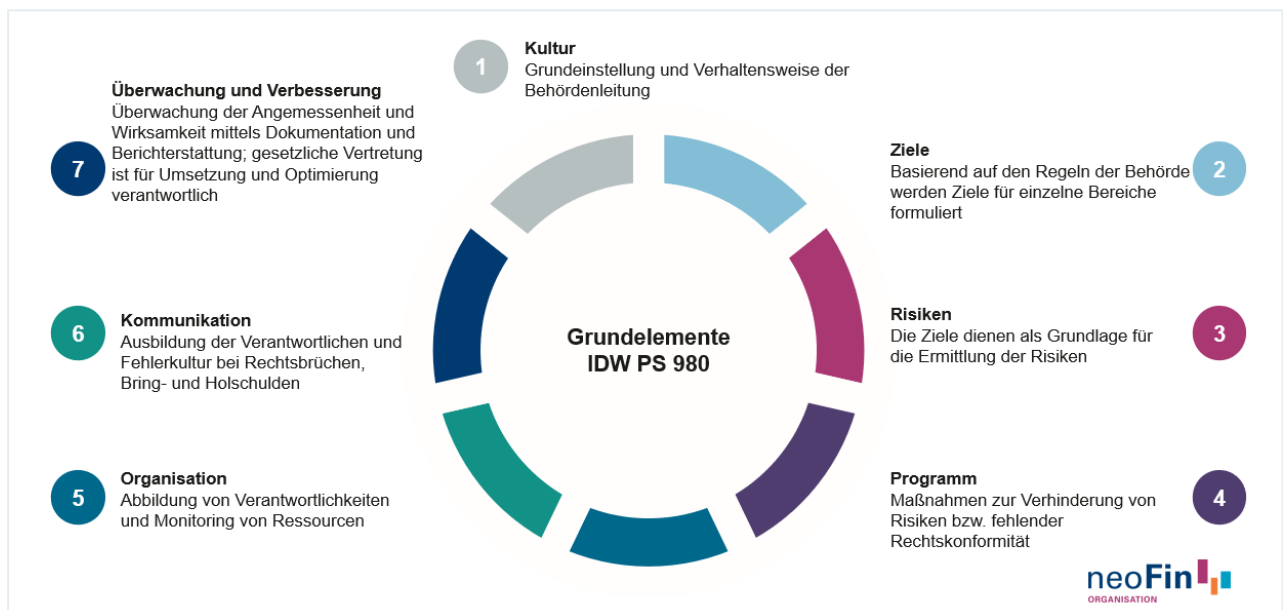 1
Kultur
Grundeinstellung und Verhaltensweise der
Behördenleitung
2
Ziele
Basierend auf den Regeln der Behörde
werden Ziele für einzelne Bereiche
formuliert
3
Risiken
Die Ziele dienen als Grundlage für
die Ermittlung der Risiken
4
Programm
Maßnahmen zur Verhinderung von
Risiken bzw. fehlender
Rechtskonformität
5
Organisation
Abbildung von Verantwortlichkeiten
und Monitoring von Ressourcen
6
Kommunikation
Ausbildung der Verantwortlichen und
Fehlerkultur bei Rechtsbrüchen,
Bring- und Holschulden
7
Überwachung und Verbesserung
Überwachung der Angemessenheit und
Wirksamkeit mittels Dokumentation und
Berichterstattung; gesetzliche Vertretung
ist für Umsetzung und Optimierung
verantwortlich
Grundelemente
IDW PS 980
neoFin
ORGANISATION